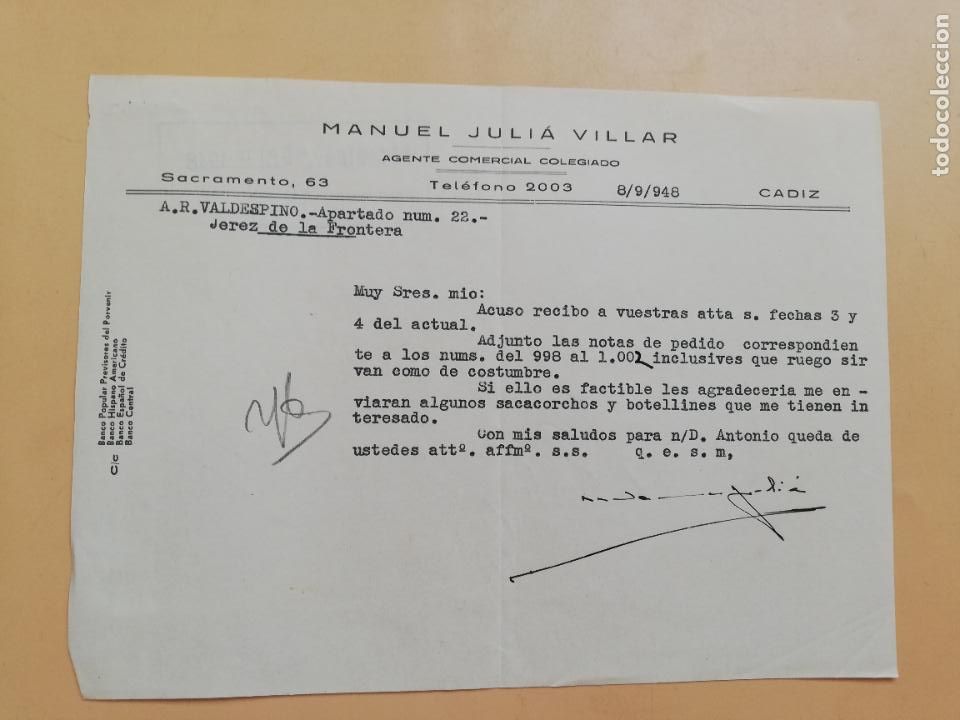 MANUEL JULIÁ VILLAR
AGENTE COMERCIAL COLEGIADO
Sacramento, 63 Teléfono 2003 8/9/948 CADIZ
A.R.VALDESPINO.-Apartado num. 22.-
Jerez de la Frontera
Muy Sres. mio:
Acuso recibo a vuestras atta s. fechas 3 y
4 del actual.
Adjunto las notas de pedido correspondien
te a los nums. del 998 al 1.002 inclusives que ruego sir
van como de costumbre.
Si ello es factible les agradeceria me en -
viaran algunos sacacorchos y botellines que me tienen in
teresado.
Con mis saludos para n/D. Antonio queda de
ustedes attº. affmº. s.s. q. e. s. m,
C/c
Banco Popular Previsores del Porvenir
Banco Hispano Americano
Banco Español de Crédito
Banco Central
todocoleccion